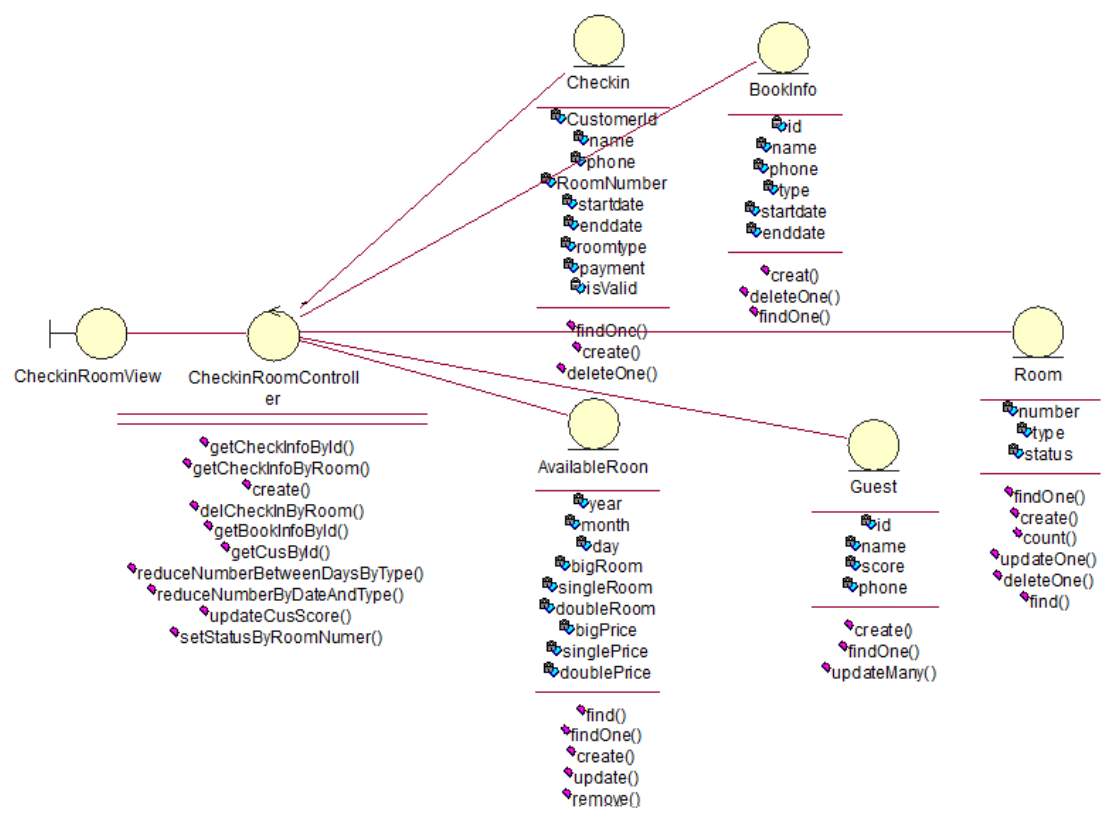 Checkin
CustomerId
name
phone
RoomNumber
startdate
enddate
roomtype
payment
isValid
findOne()
create()
deleteOne()
BookInfo
id
name
phone
type
startdate
enddate
creat()
deleteOne()
findOne()
CheckinRoomView
CheckinRoomControll
er
getCheckInfoById()
getCheckInfoByRoom()
create()
delCheckInByRoom()
getBookInfoById()
getCusById()
reduceNumberBetweenDaysByType()
reduceNumberByDateAndType()
updateCusScore()
setStatusByRoomNumer()
AvailableRoon
year
month
day
bigRoom
singleRoom
doubleRoom
bigPrice
singlePrice
doublePrice
find()
findOne()
create()
update()
remove()
Guest
id
name
score
phone
create()
findOne()
updateMany()
Room
number
type
status
findOne()
create()
count()
updateOne()
deleteOne()
find()